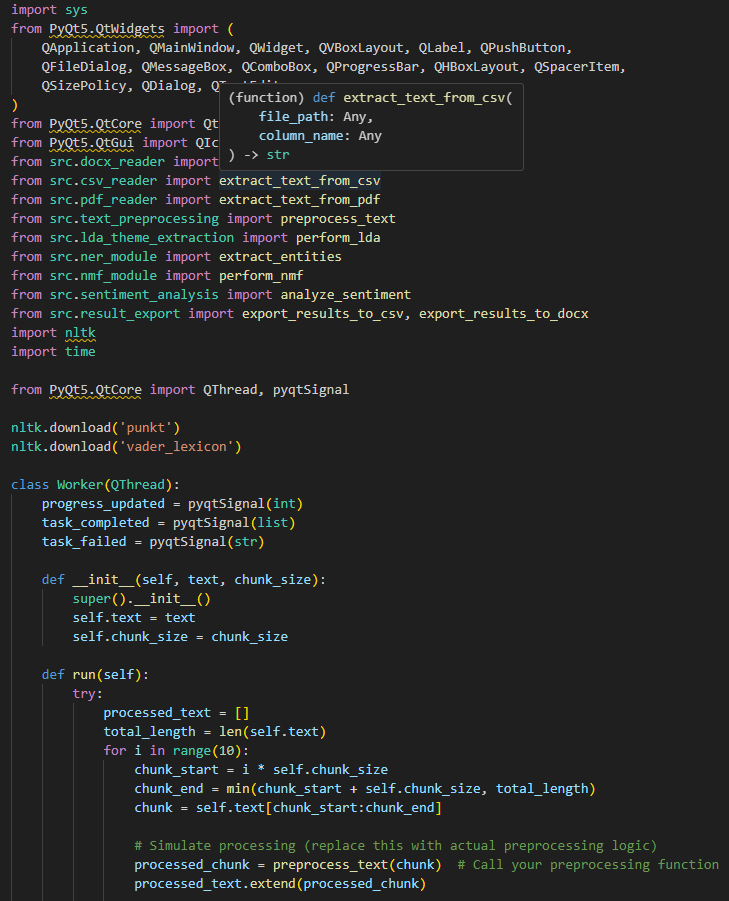 import sys
from PyQt5.QtWidgets import (
    QApplication, QMainWindow, QWidget, QVBoxLayout, QLabel, QPushButton,
    QFileDialog, QMessageBox, QComboBox, QProgressBar, QHBoxLayout, QSpacerItem,
    QSizePolicy, QDialog,
)
(function) def extract_text_from_csv(
    file_path: Any,
    column_name: Any
) -> str
from PyQt5.QtCore import Qt
from PyQt5.QtGui import QIc
from src.docx_reader import
from src.csv_reader import extract_text_from_csv
from src.pdf_reader import extract_text_from_pdf
from src.text_preprocessing import preprocess_text
from src.lda_theme_extraction import perform_lda
from src.ner_module import extract_entities
from src.nmf_module import perform_nmf
from src.sentiment_analysis import analyze_sentiment
from src.result_export import export_results_to_csv, export_results_to_docx
import nltk
import time
from PyQt5.QtCore import QThread, pyqtSignal
nltk.download('punkt')
nltk.download('vader_lexicon')
class Worker(QThread):
    progress_updated = pyqtSignal(int)
    task_completed = pyqtSignal(list)
    task_failed = pyqtSignal(str)
    def __init__(self, text, chunk_size):
        super().__init__()
        self.text = text
        self.chunk_size = chunk_size
    def run(self):
        try:
            processed_text = []
            total_length = len(self.text)
            for i in range(10):
                chunk_start = i * self.chunk_size
                chunk_end = min(chunk_start + self.chunk_size, total_length)
                chunk = self.text[chunk_start:chunk_end]
                # Simulate processing (replace this with actual preprocessing logic)
                processed_chunk = preprocess_text(chunk)  # Call your preprocessing function
                processed_text.extend(processed_chunk)